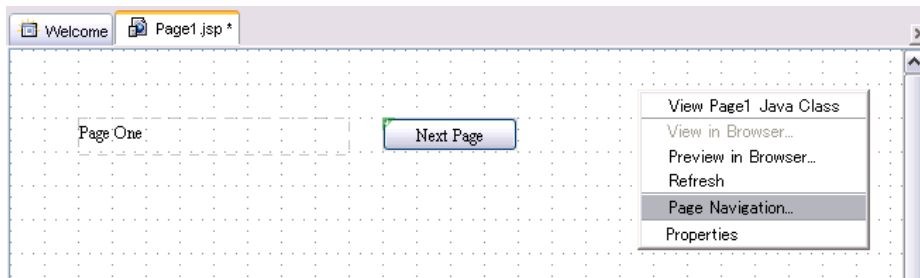 Welcome
Page1.jsp *
Page One
Next Page
View Page1 Java Class
View in Browser...
Preview in Browser...
Refresh
Page Navigation...
Properties